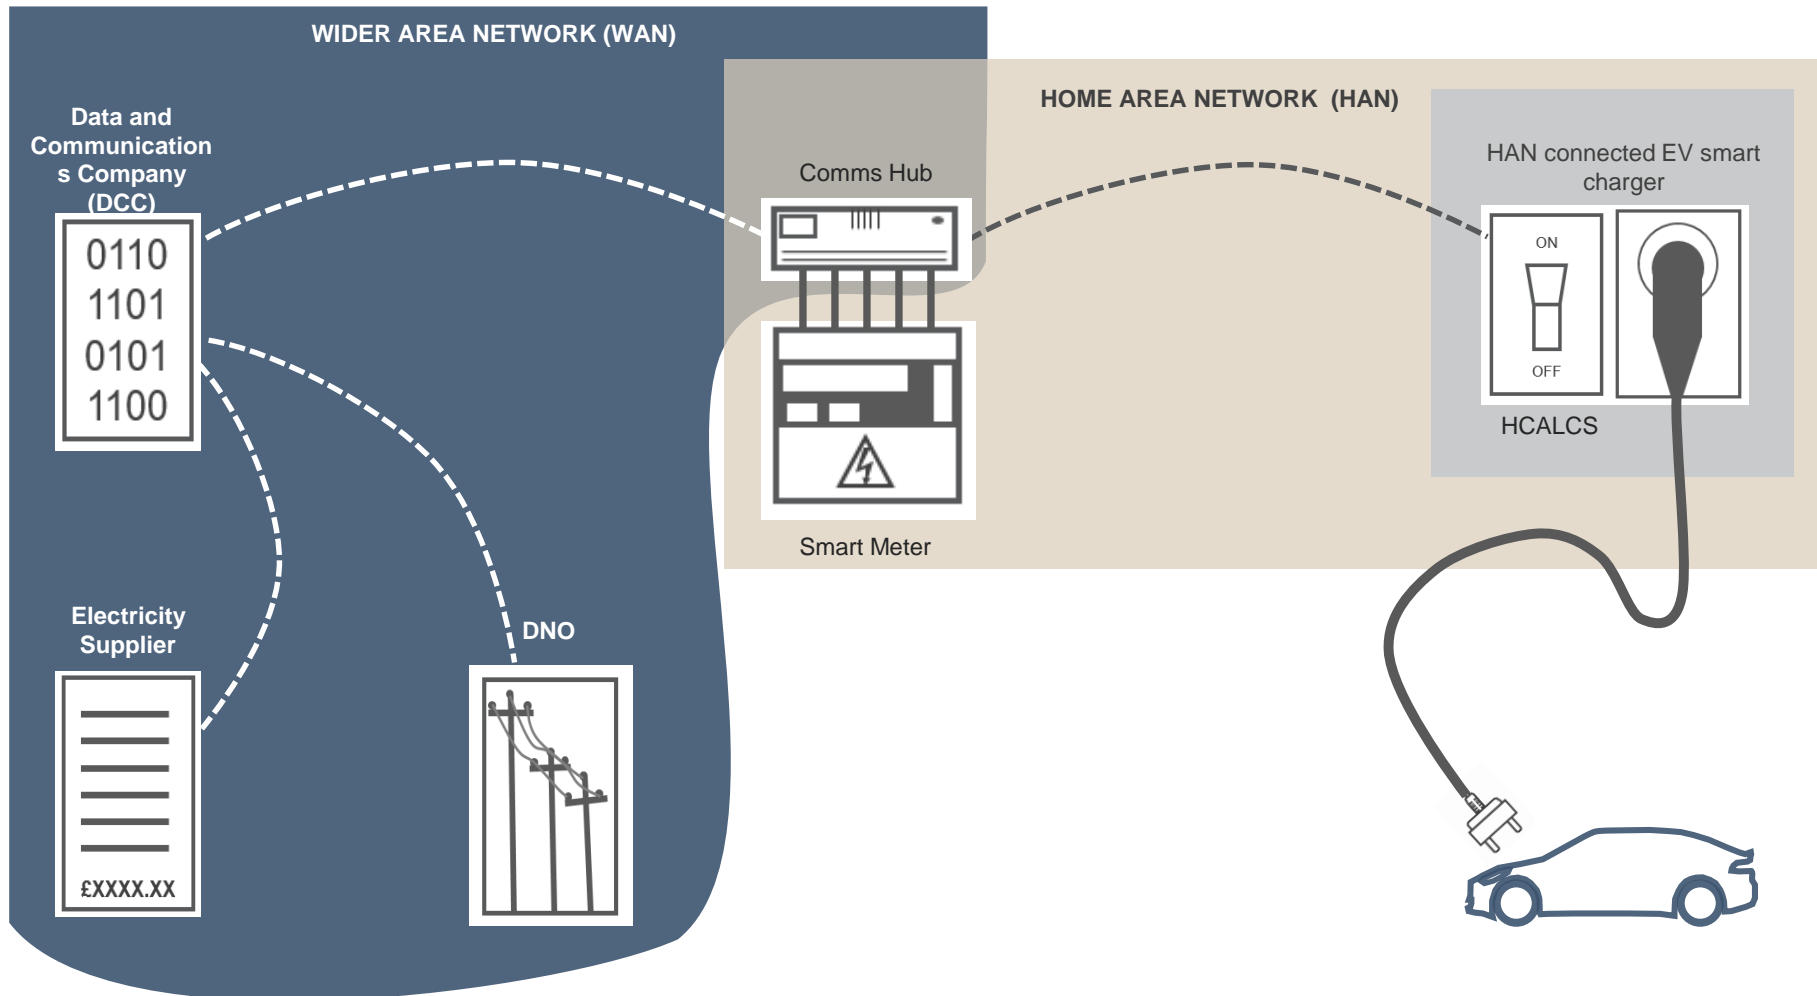 WIDER AREA NETWORK (WAN)
HOME AREA NETWORK  (HAN)
Data and
Communication
s Company
(DCC)
0110
1101
0101
1100
Comms Hub
HAN connected EV smart
charger
ON
OFF
HCALCS
Smart Meter
Electricity
Supplier
£XXXX.XX
DNO